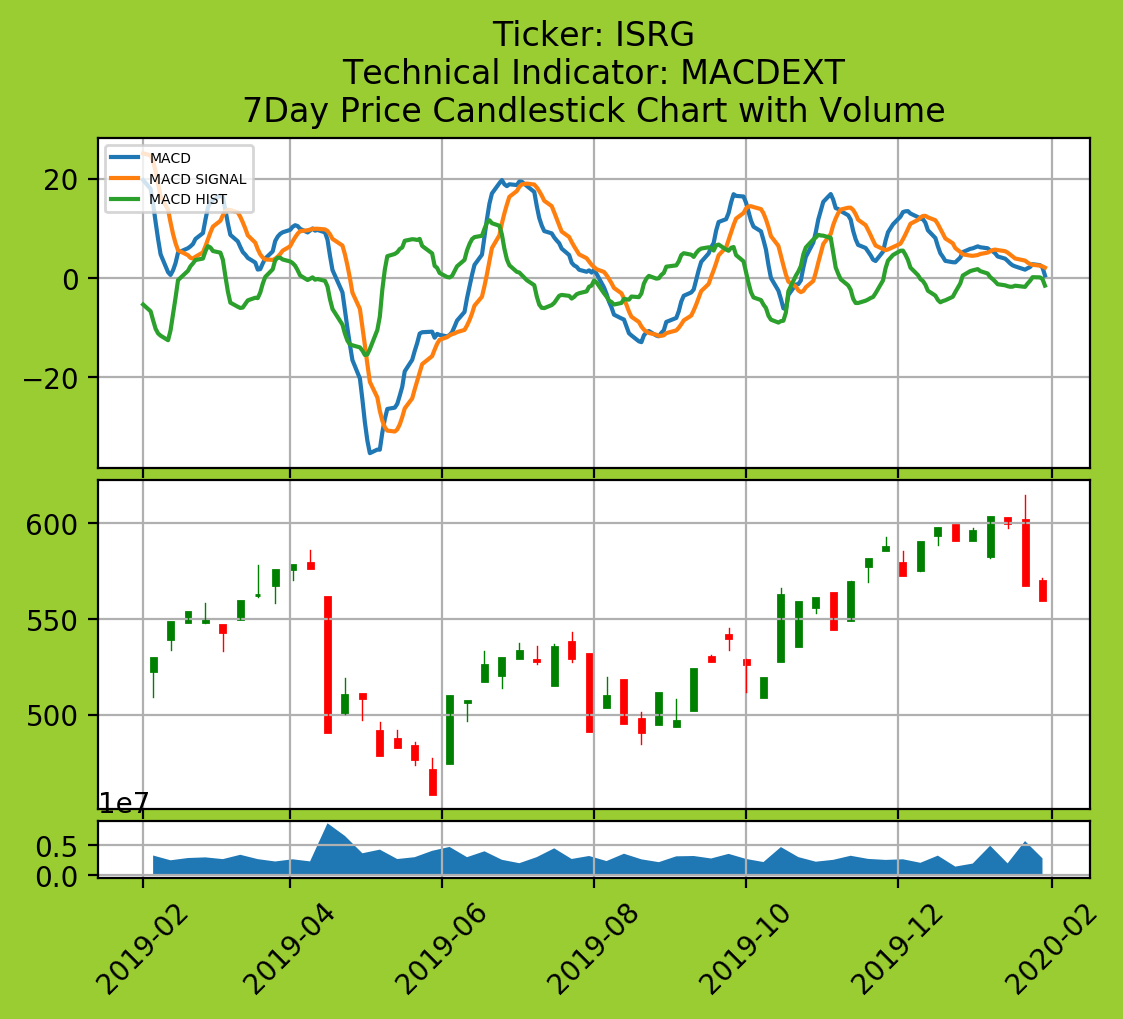 Ticker: ISRG
Technical Indicator: MACDEXT
7Day Price Candlestick Chart with Volume
MACD
MACD SIGNAL
MACD HIST
20
0
−20
600
550
500
1e7
0.5
0.0
2019-02
2019-04
2019-06
2019-08
2019-10
2019-12
2020-02